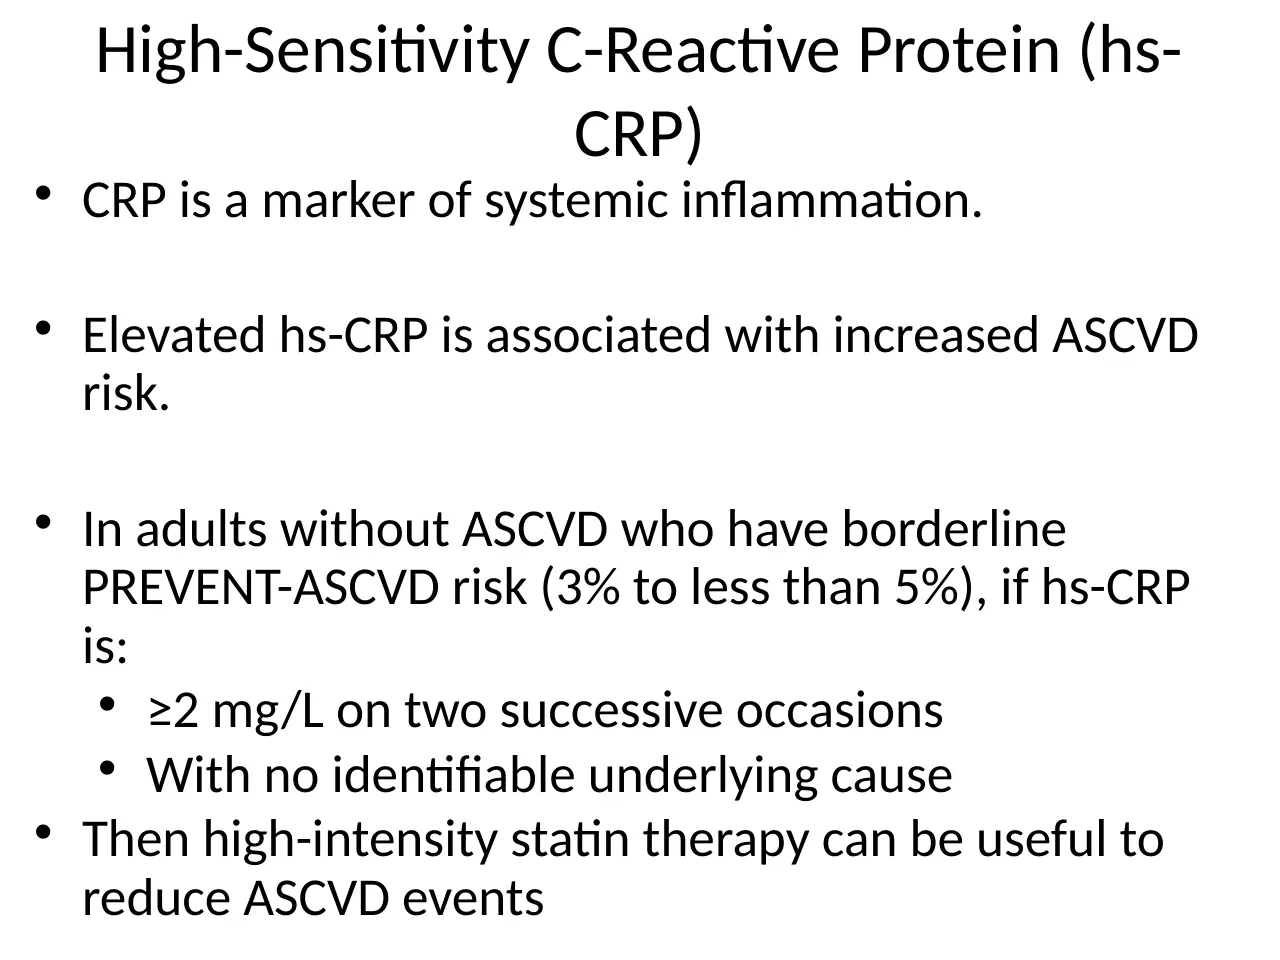 High-Sensitivity C-Reactive Protein (hs-
CRP)
• CRP is a marker of systemic inflammation.
• Elevated hs-CRP is associated with increased ASCVD
risk.
• In adults without ASCVD who have borderline
PREVENT-ASCVD risk (3% to less than 5%), if hs-CRP
is:
• ≥2 mg/L on two successive occasions
• With no identifiable underlying cause
• Then high-intensity statin therapy can be useful to
reduce ASCVD events